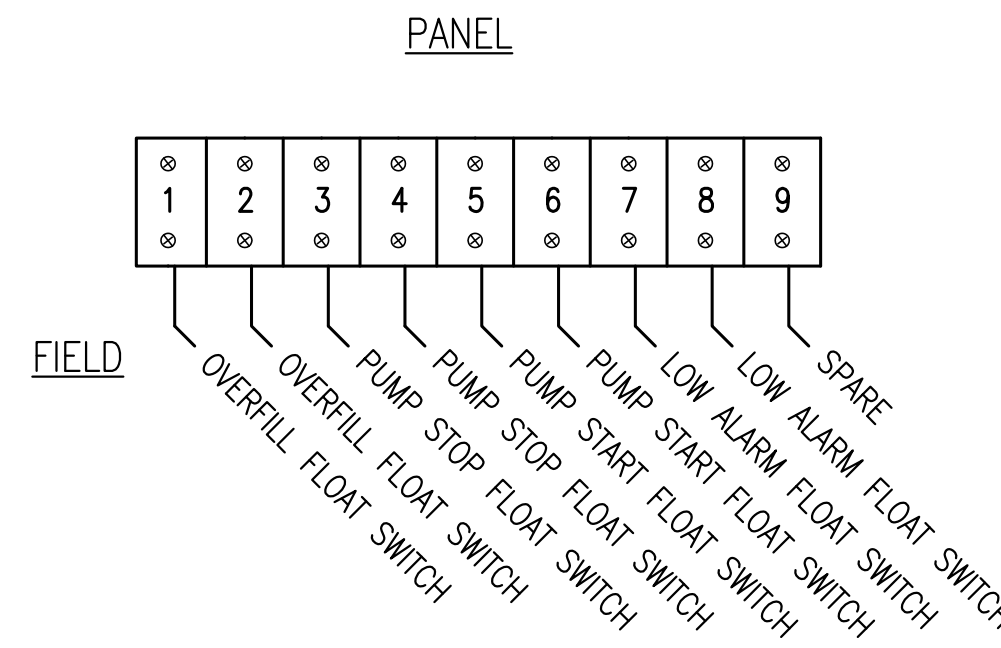 PANEL
1 2 3 4 5 6 7 8 9
FIELD
OVERFILL FLOAT SWITCH
OVERFILL FLOAT SWITCH
PUMP STOP FLOAT SWITCH
PUMP STOP FLOAT SWITCH
PUMP START FLOAT SWITCH
PUMP START FLOAT SWITCH
LOW ALARM FLOAT SWITCH
LOW ALARM FLOAT SWITCH
SPARE